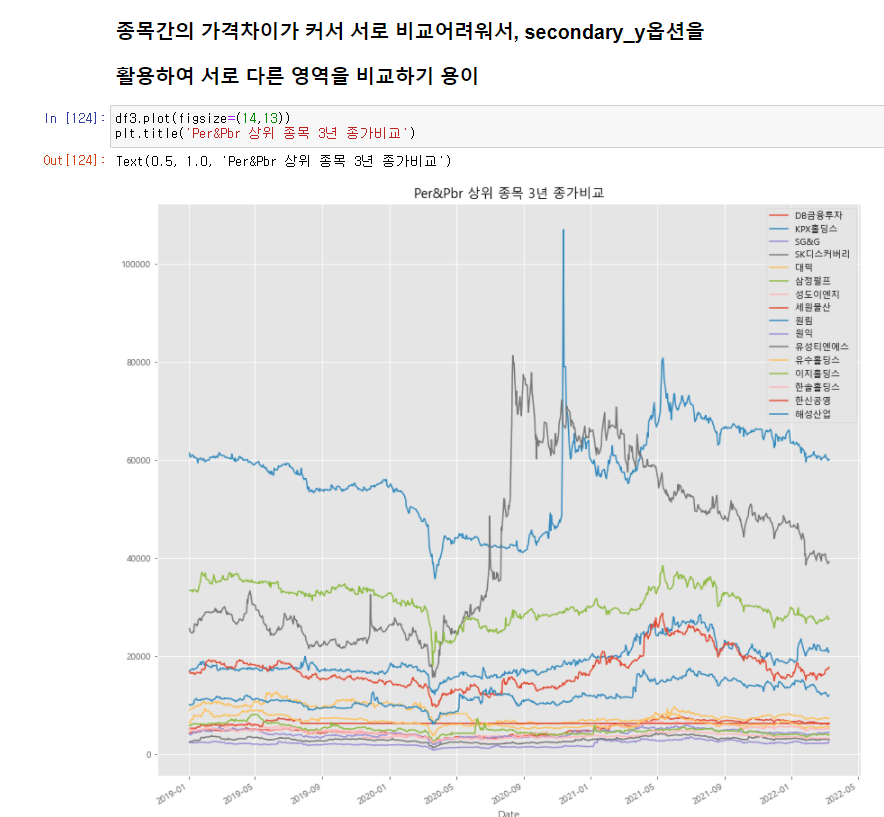 종목간의 가격차이가 커서 서로 비교어려워서, secondary_y옵션을
활용하여 서로 다른 영역을 비교하기 용이
In [124]: df3.plot(figsize=(14,13))
plt.title('Per&Pbr 상위 종목 3년 종가비교')
Out[124]: Text(0.5, 1.0, 'Per&Pbr 상위 종목 3년 종가비교')
Per&Pbr 상위 종목 3년 종가비교
DB금융투자
KPX홀딩스
SG&G
SK디스커버리
대덕
삼정펄프
성도이엔지
세원물산
원림
원익
유성티엔에스
유수홀딩스
이지홀딩스
한솔홀딩스
한신공영
해성산업
100000
80000
60000
40000
20000
0
2019-01
2019-05
2019-09
2020-01
2020-05
2020-09
2021-01
2021-05
2021-09
2022-01
2022-05
Date